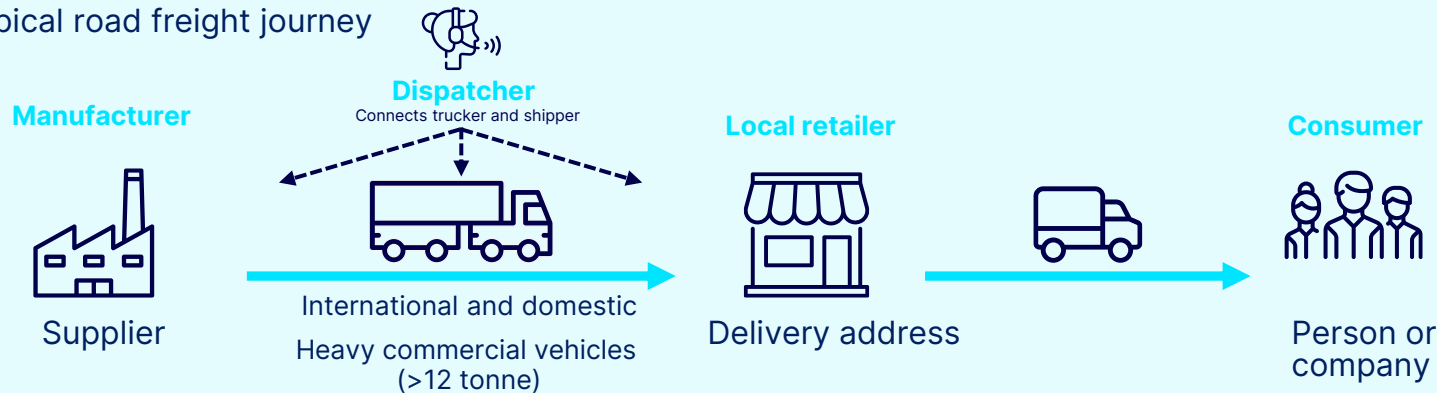 pical road freight journey
Dispatcher
Connects trucker and shipper
Manufacturer
Local retailer
Consumer
Supplier
International and domestic
Heavy commercial vehicles
(>12 tonne)
Delivery address
Person or
company